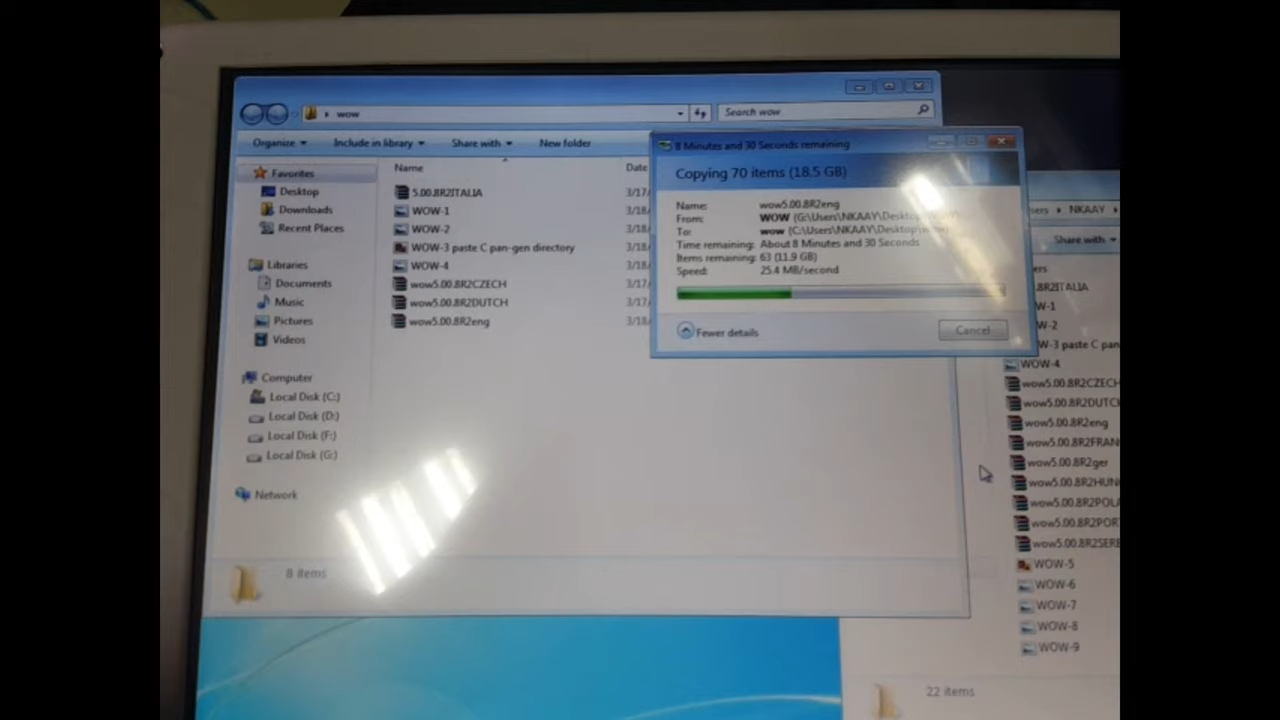 wow
Search wow
Organize
Include in library
Share with
New folder
Name
Date
Favorites
Desktop
Downloads
Recent Places
Libraries
Documents
Music
Pictures
Videos
Computer
Local Disk (C:)
Local Disk (D:)
Local Disk (F:)
Local Disk (G:)
Network
5.00.8R2ITALIA
3/17/
WOW-1
3/18/
WOW-2
3/18/
WOW-3 paste C pan-gen directory
3/18/
WOW-4
3/18/
wow5.00.8R2CZECH
3/17/
wow5.00.8R2DUTCH
3/17/
wow5.00.8R2eng
3/18/
8 items
8 Minutes and 30 Seconds remaining
Copying 70 items (18.5 GB)
Name: wow5.00.8R2eng
From: WOW (G:\Users\NKAAY\Desktop\
To: wow (C:\Users\NKAAY\Desktop\wow)
Time remaining: About 8 Minutes and 30 Seconds
Items remaining: 63 (11.9 GB)
Speed: 25.4 MB/second
Fewer details
Cancel
sers
NKAAY
Share with
ers
.8R2ITALIA
W-1
W-2
W-3 paste C pan
WOW-4
wow5.00.8R2CZECH
wow5.00.8R2DUTC
wow5.00.8R2eng
wow5.00.8R2FRAN
wow5.00.8R2ger
wow5.00.8R2HUN
wow5.00.8R2POLA
wow5.00.8R2POR
wow5.00.8R2SERE
WOW-5
WOW-6
WOW-7
WOW-8
WOW-9
22 items